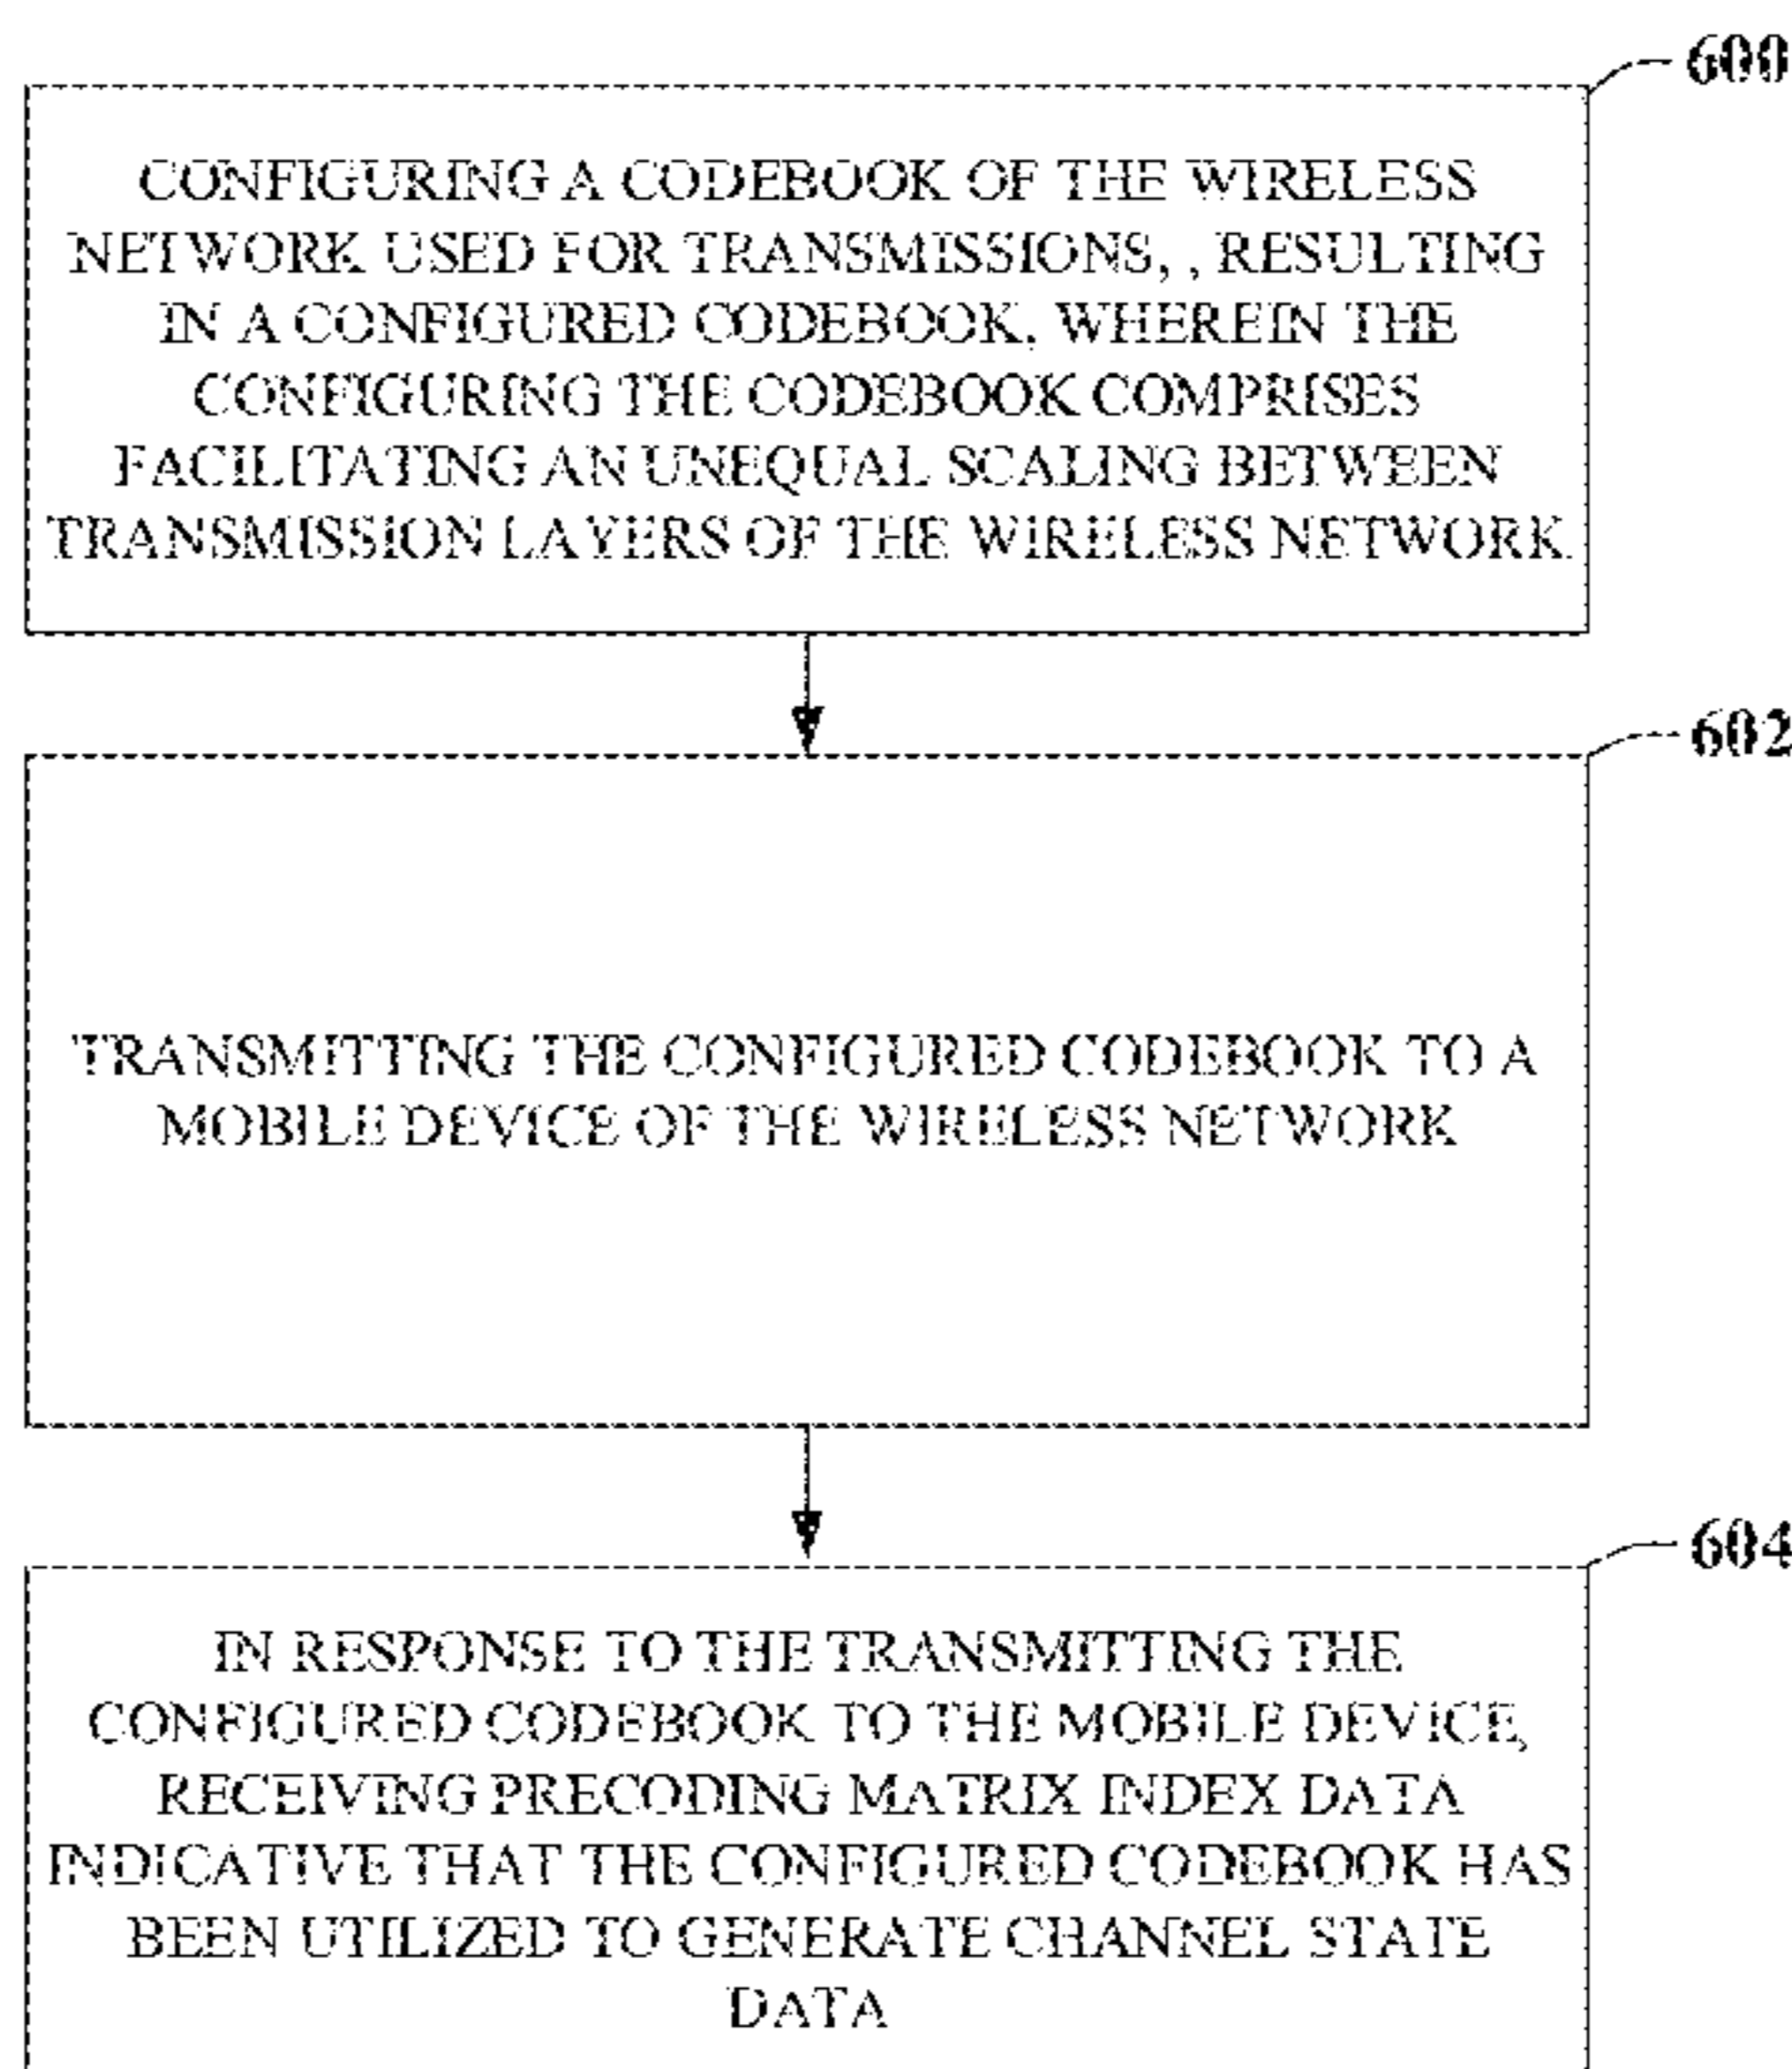 600
CONFIGURING A CODEBOOK OF THE WIRELESS
NETWORK USED FOR TRANSMISSIONS, , RESULTING
IN A CONFIGURED CODEBOOK, WHEREIN THE
CONFIGURING THE CODEBOOK COMPRISES
FACILITATING AN UNEQUAL SCALING BETWEEN
TRANSMISSION LAYERS OF THE WIRELESS NETWORK.
602
TRANSMITTING THE CONFIGURED CODEBOOK TO A
MOBILE DEVICE OF THE WIRELESS NETWORK
604
IN RESPONSE TO THE TRANSMITTING THE
CONFIGURED CODEBOOK TO THE MOBILE DEVICE,
RECEIVING PRECODING MATRIX INDEX DATA
INDICATIVE THAT THE CONFIGURED CODEBOOK HAS
BEEN UTILIZED TO GENERATE CHANNEL STATE
DATA